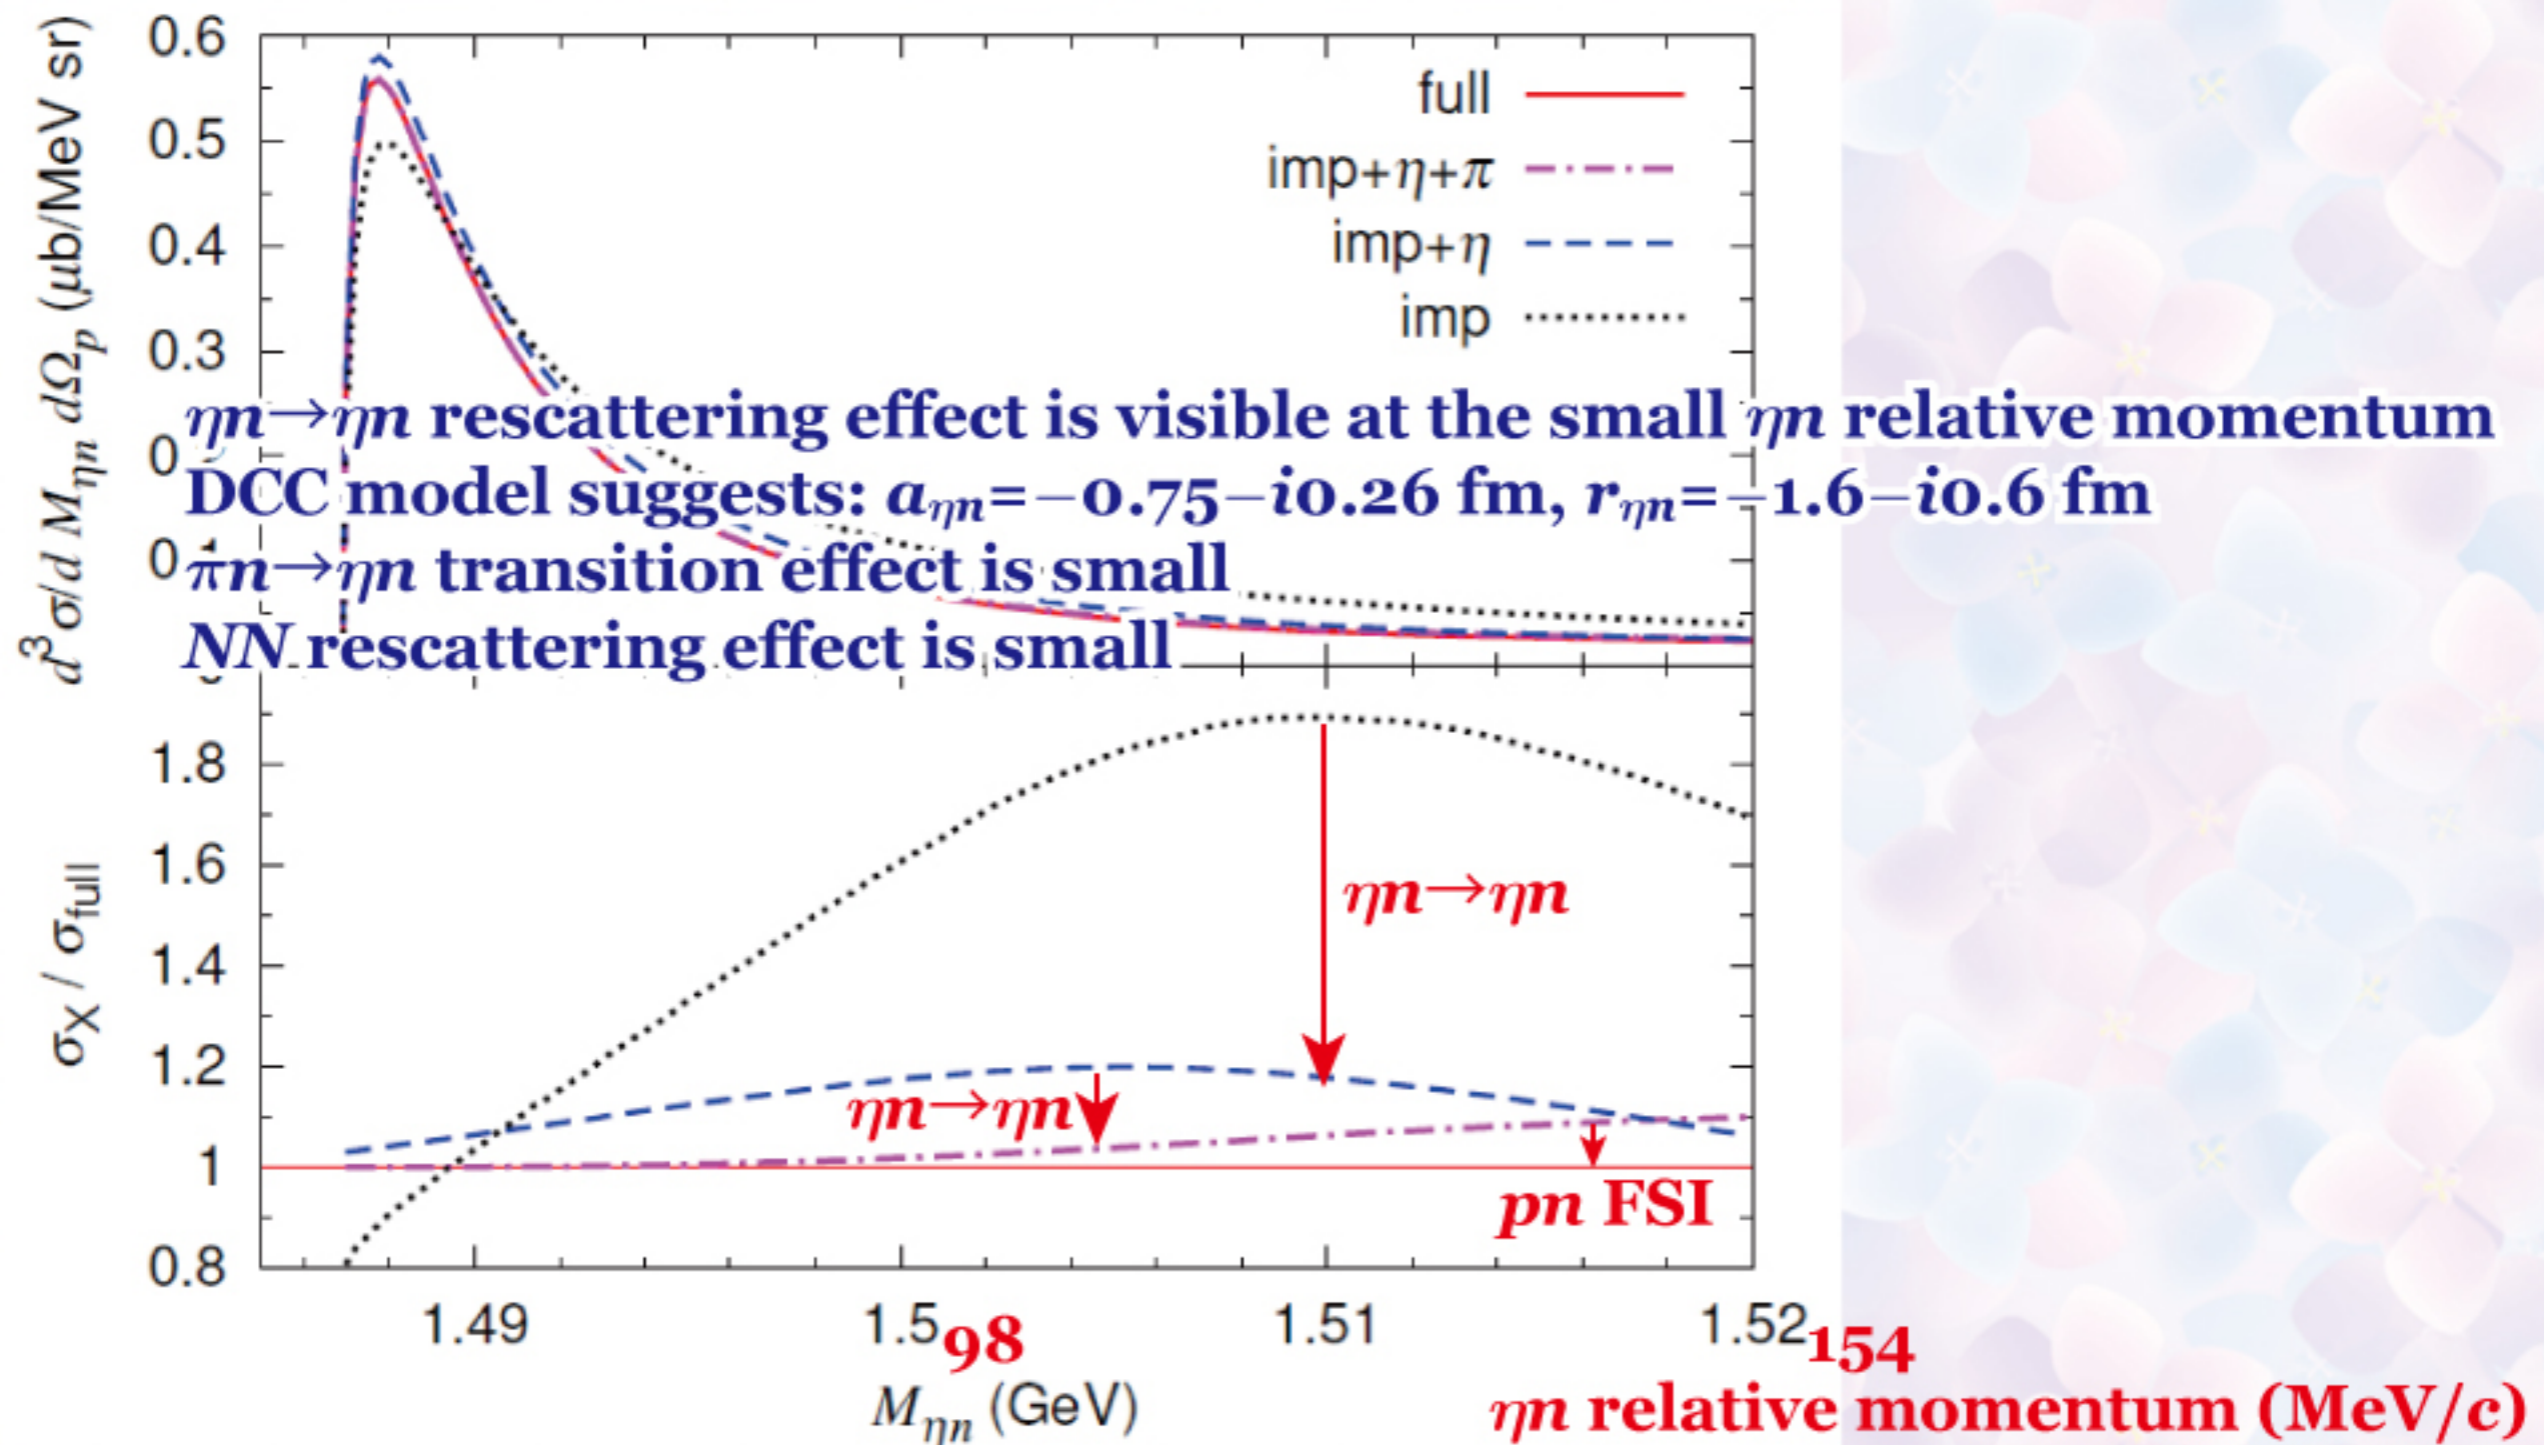 0.6
0.5
0.4
0.3
0
0
d³σ/d M_ηn dΩ_p (μb/MeV sr)
full
imp+η+π
imp+η
imp
ηn→ηn rescattering effect is visible at the small ηn relative momentum
DCC model suggests: a_ηn=−0.75−i0.26 fm, r_ηn=−1.6−i0.6 fm
πn→ηn transition effect is small
NN rescattering effect is small
1.8
1.6
1.4
1.2
1
0.8
σ_X / σ_full
ηn→ηn
ηn→ηn
pn FSI
1.49
1.5
98
1.51
1.52
154
M_ηn (GeV)
ηn relative momentum (MeV/c)